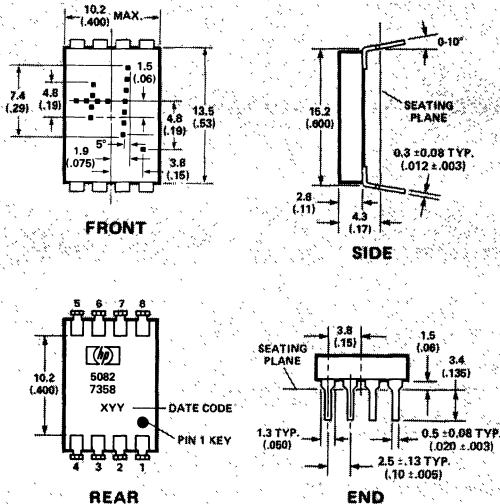 10.2
(.400) MAX.
1.5
(.06)
7.4
(.29)
4.8
(.19)
13.5
(.53)
4.8
(.19)
5°
1.9
(.075)
3.8
(.15)
FRONT
0-10°
15.2
(.600)
SEATING
PLANE
0.3 ±0.08 TYP.
(.012 ±.003)
2.8
(.11)
4.3
(.17)
SIDE
5 6 7 8
10.2
(.400)
hp
5082
7358
XYY
DATE CODE
PIN 1 KEY
4 3 2 1
REAR
SEATING
PLANE
3.8
(.15)
1.5
(.06)
3.4
(.135)
1.3 TYP.
(.050)
0.5 ±0.08 TYP.
(.020 ±.003)
2.5 ±.13 TYP.
(.10 ±.005)
END